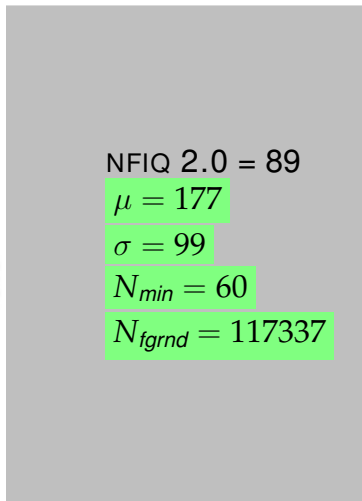 NFIQ 2.0 = 89
μ = 177
σ = 99
N_min = 60
N_fgrnd = 117337